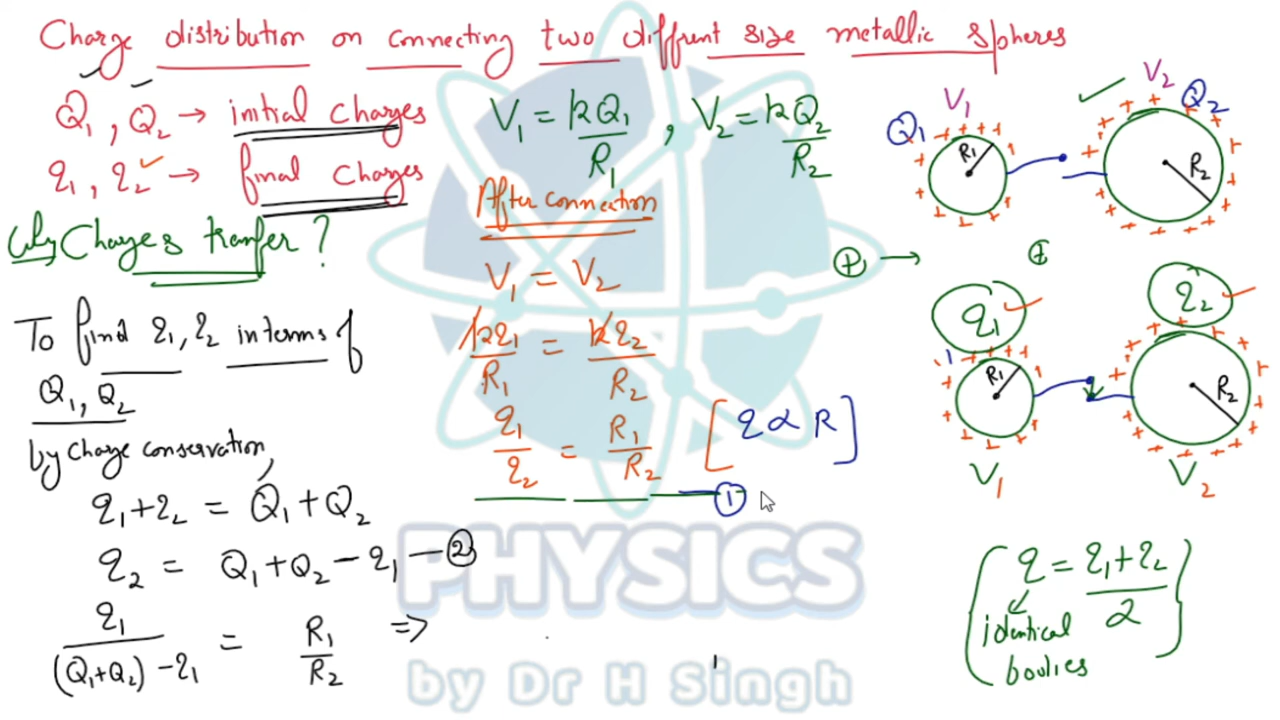 Charge distribution on connecting two diffrent size metallic spheres
Q₁, Q₂ → initial charges
q₁, q₂ → final charges
Why Charges tranfer?
To find q₁, q₂ in terms of
Q₁, Q₂
by charge conservation,
q₁+q₂ = Q₁+Q₂
q₂ = Q₁+Q₂-q₁ — ②
q₁/((Q₁+Q₂)-q₁) = R₁/R₂ ⇒
V₁ = kQ₁/R₁ , V₂ = kQ₂/R₂
After connection
V₁ = V₂
kq₁/R₁ = kq₂/R₂
q₁/q₂ = R₁/R₂ — ①
[q ∝ R]
V₁ V₂
Q₁ Q₂
R₁ R₂
q₁ q₂
R₁ R₂
V₁ V₂
q = (q₁+q₂)/2
identical
bodies
PHYSICS
by Dr H Singh